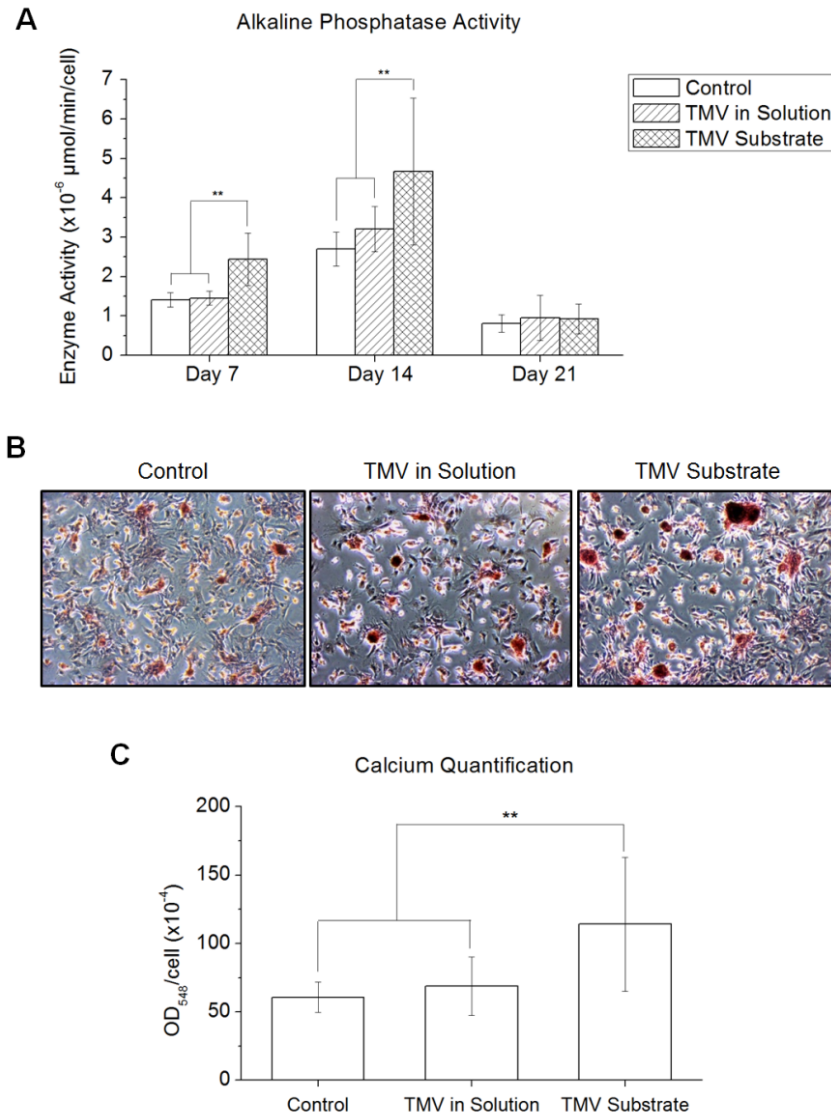 A
Alkaline Phosphatase Activity
Enzyme Activity (x10⁻⁶ µmol/min/cell)
7
6
5
4
3
2
1
0
**
**
Day 7 Day 14 Day 21
Control
TMV in Solution
TMV Substrate
B
Control TMV in Solution TMV Substrate
C
Calcium Quantification
OD₅₄₈/cell (x10⁻⁴)
200
150
100
50
0
**
Control TMV in Solution TMV Substrate